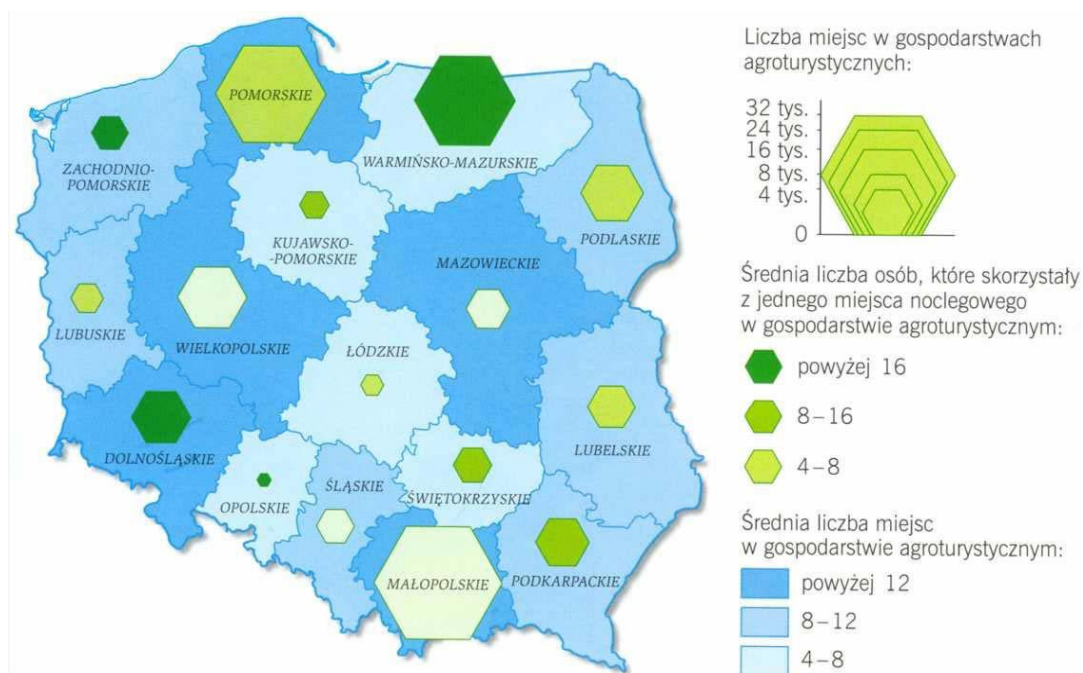 POMORSKIE
ZACHODNIO-
POMORSKIE
WARMIŃSKO-MAZURSKIE
PODLASKIE
KUJAWSKO-
-POMORSKIE
MAZOWIECKIE
LUBUSKIE
WIELKOPOLSKIE
ŁÓDZKIE
DOLNOŚLĄSKIE
LUBELSKIE
OPOLSKIE
ŚLĄSKIE
ŚWIĘTOKRZYSKIE
MAŁOPOLSKIE
PODKARPACKIE
Liczba miejsc w gospodarstwach
agroturystycznych:
32 tys.
24 tys.
16 tys.
8 tys.
4 tys.
0
Średnia liczba osób, które skorzystały
z jednego miejsca noclegowego
w gospodarstwie agroturystycznym:
powyżej 16
8–16
4–8
Średnia liczba miejsc
w gospodarstwie agroturystycznym:
powyżej 12
8–12
4–8